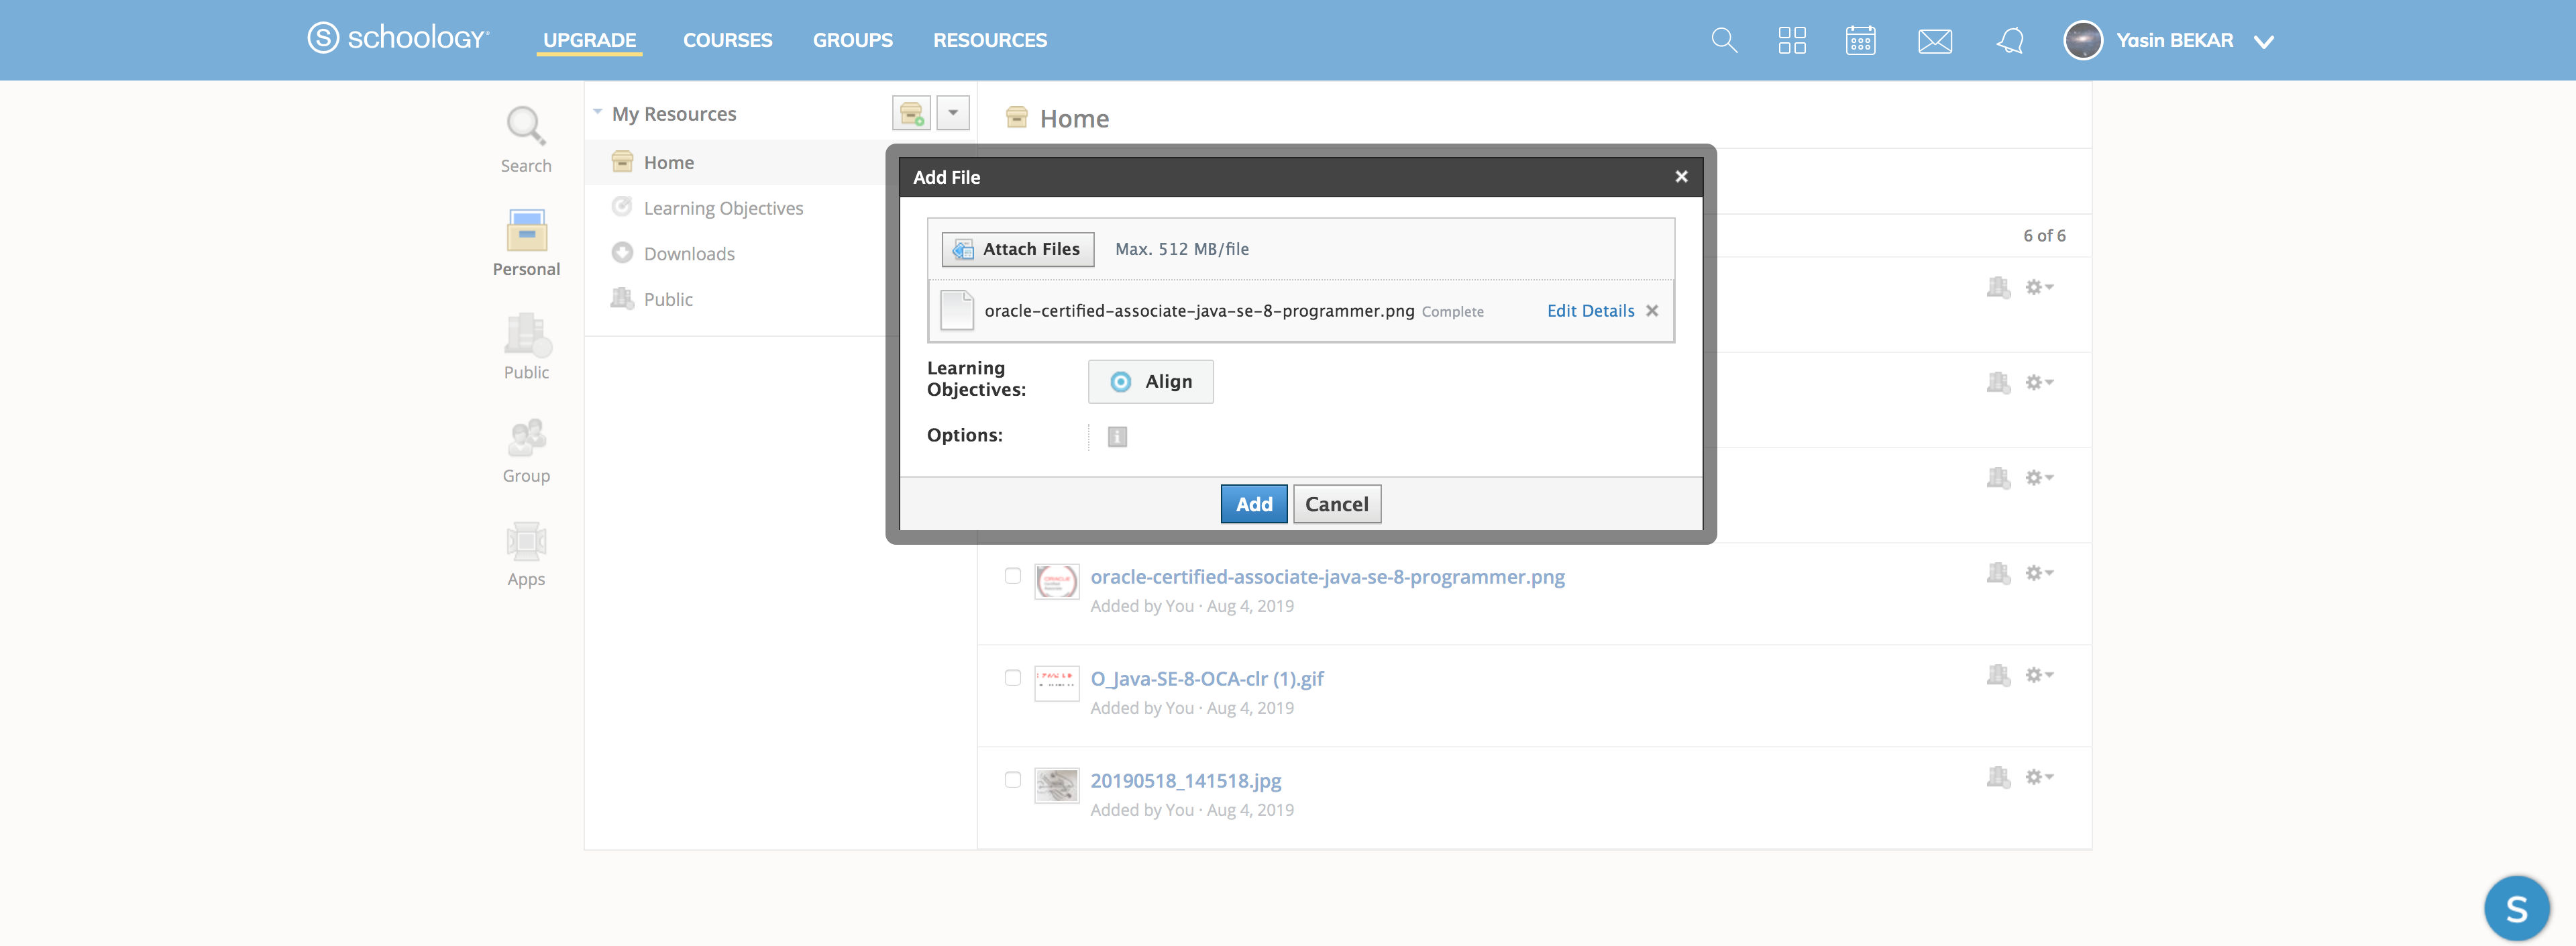 schoology
UPGRADE
COURSES
GROUPS
RESOURCES
Yasin BEKAR
Search
Personal
Public
Group
Apps
My Resources
Home
Learning Objectives
Downloads
Public
Home
6 of 6
Add File
Attach Files
Max. 512 MB/file
oracle-certified-associate-java-se-8-programmer.png Complete
Edit Details
Learning
Objectives:
Align
Options:
Add
Cancel
oracle-certified-associate-java-se-8-programmer.png
Added by You · Aug 4, 2019
O_Java-SE-8-OCA-clr (1).gif
Added by You · Aug 4, 2019
20190518_141518.jpg
Added by You · Aug 4, 2019
S